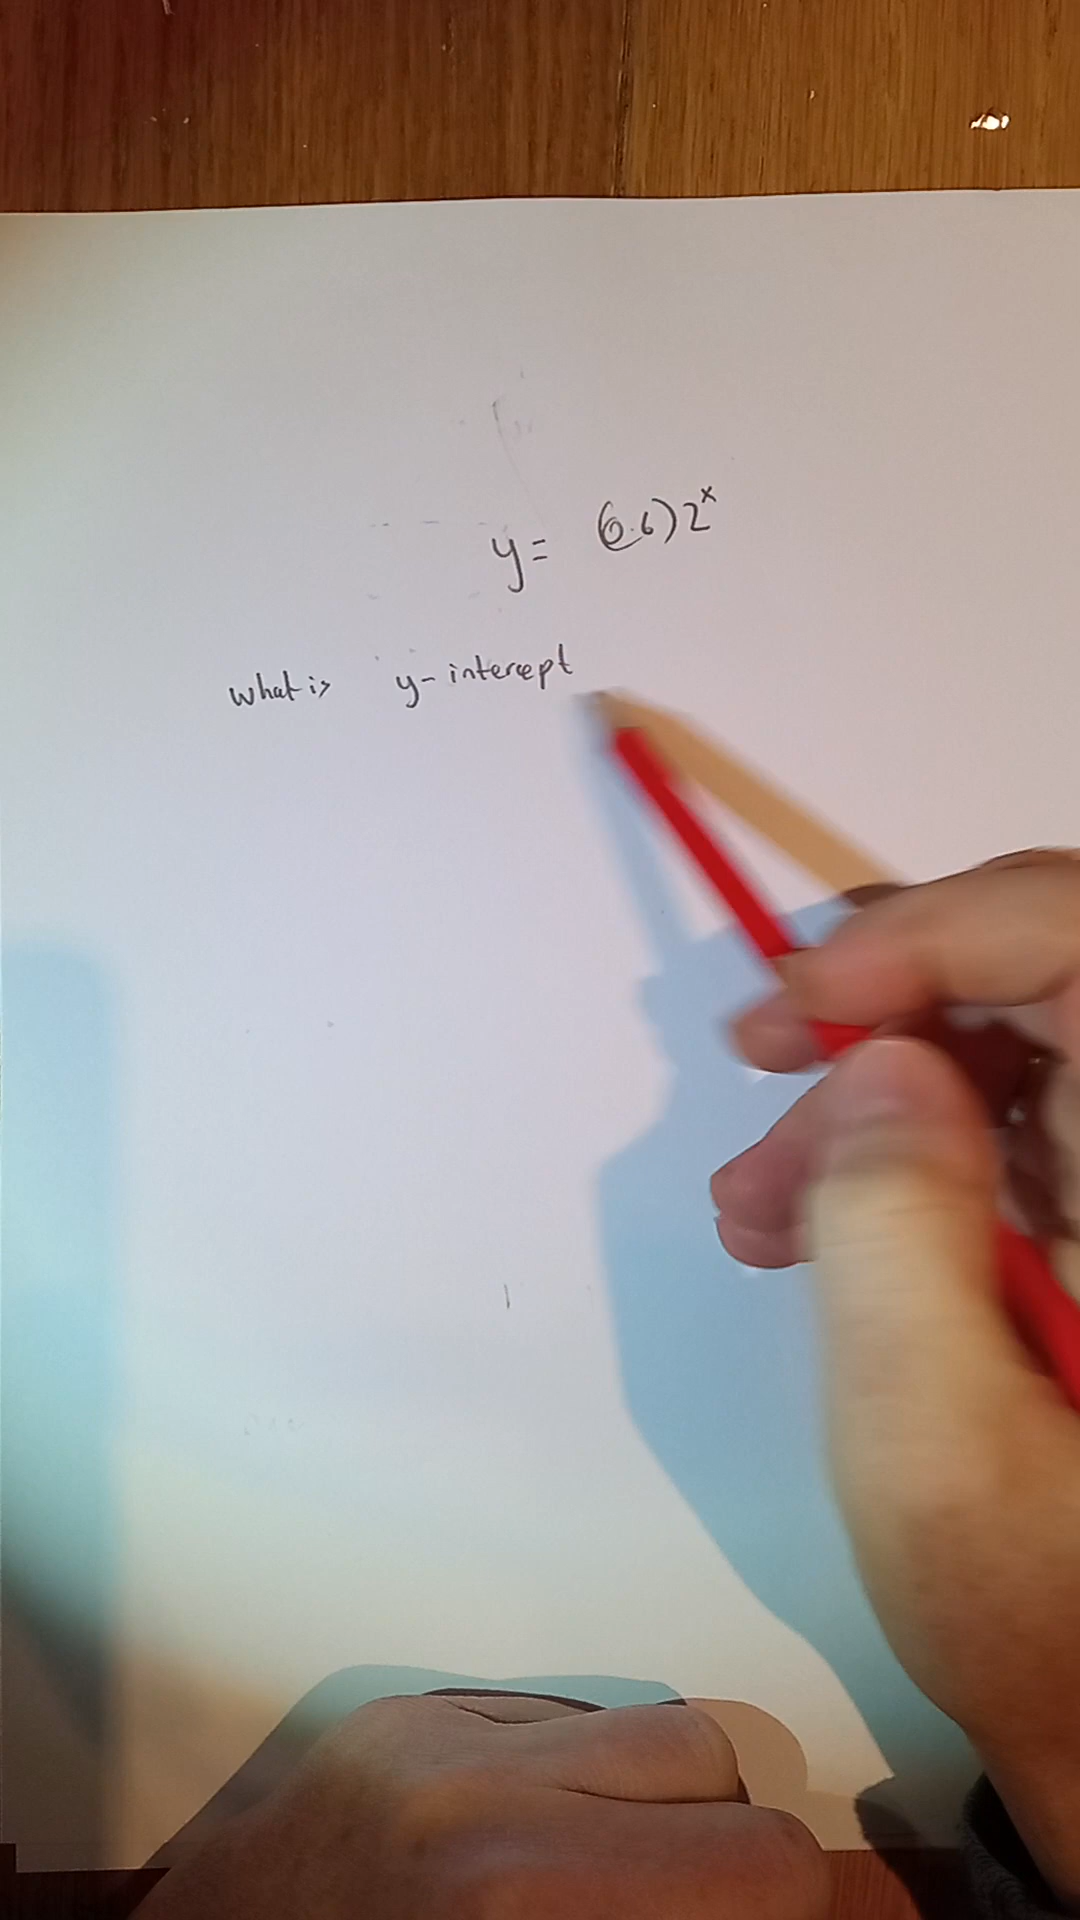 y = (0.6)2^x
what is y-intercept